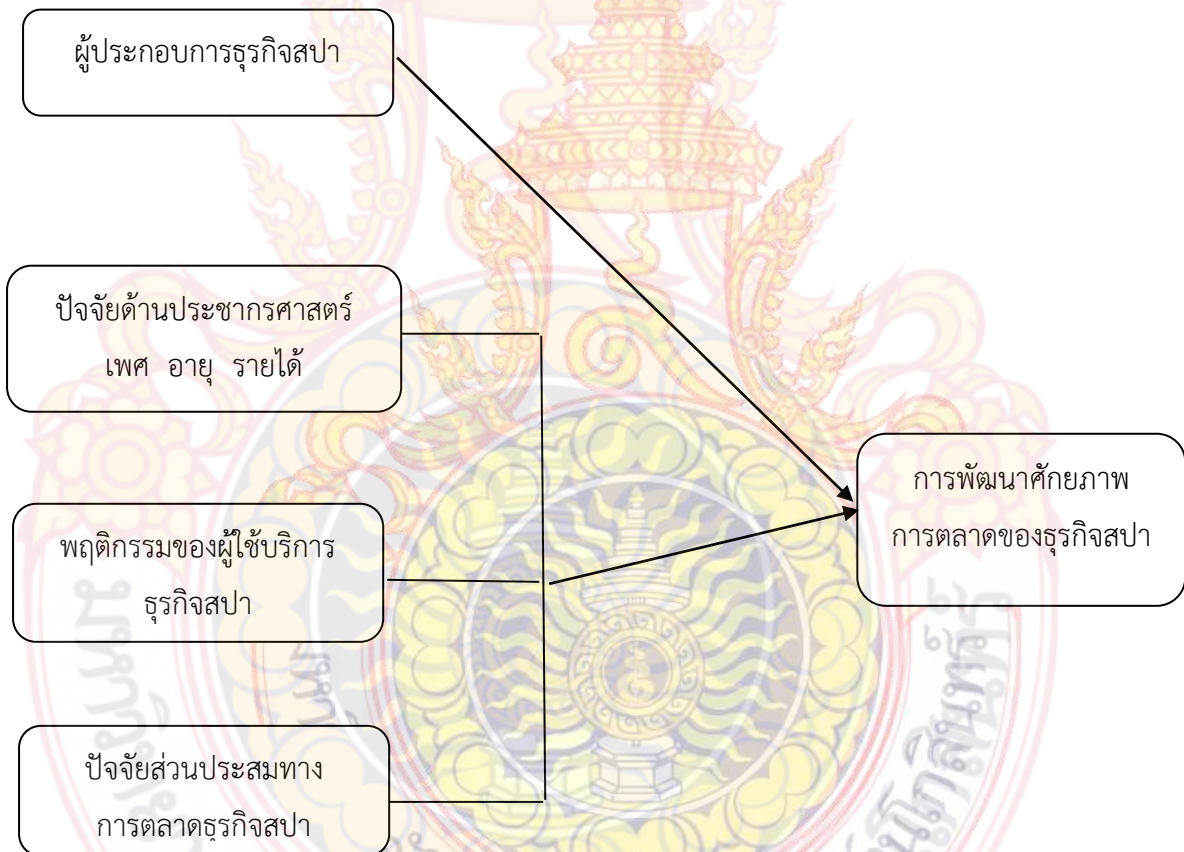 ผู้ประกอบการธุรกิจสปา
ปัจจัยด้านประชากรศาสตร์
เพศ อายุ รายได้
พฤติกรรมของผู้ใช้บริการ
ธุรกิจสปา
ปัจจัยส่วนประสมทาง
การตลาดธุรกิจสปา
การพัฒนาศักยภาพ
การตลาดของธุรกิจสปา